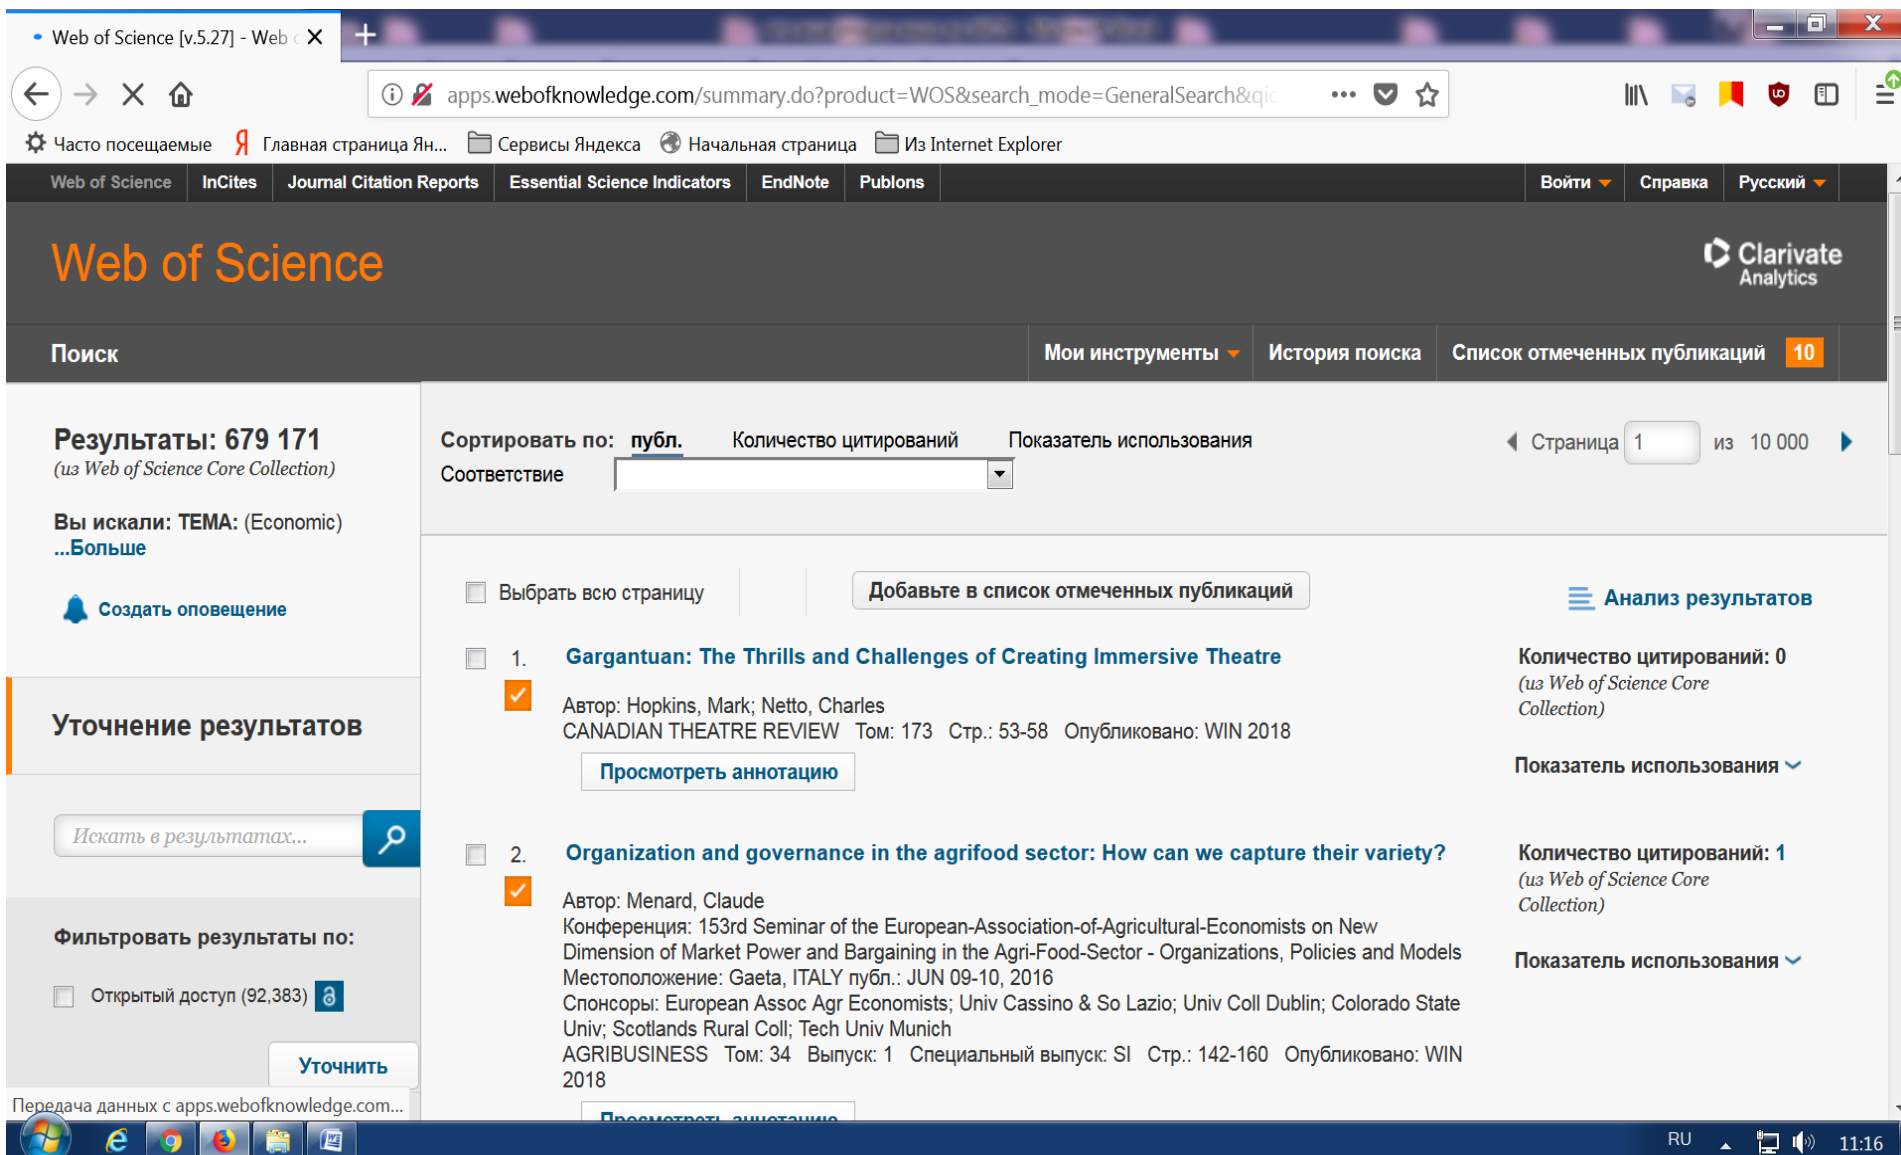 Web of Science [v.5.27] - Web
apps.webofknowledge.com/summary.do?product=WOS&search_mode=GeneralSearch&qi
Часто посещаемые Главная страница Ян... Сервисы Яндекса Начальная страница Из Internet Explorer
Web of Science InCites Journal Citation Reports Essential Science Indicators EndNote Publons Войти Справка Русский
Web of Science
Clarivate
Analytics
Поиск Мои инструменты История поиска Список отмеченных публикаций 10
Результаты: 679 171
(из Web of Science Core Collection)
Вы искали: ТЕМА: (Economic)
...Больше
Создать оповещение
Уточнение результатов
Искать в результатах...
Фильтровать результаты по:
Открытый доступ (92,383)
Уточнить
Сортировать по: публ. Количество цитирований Показатель использования
Соответствие
Страница 1 из 10 000
Выбрать всю страницу Добавьте в список отмеченных публикаций
Анализ результатов
1. Gargantuan: The Thrills and Challenges of Creating Immersive Theatre
Автор: Hopkins, Mark; Netto, Charles
CANADIAN THEATRE REVIEW Том: 173 Стр.: 53-58 Опубликовано: WIN 2018
Просмотреть аннотацию
Количество цитирований: 0
(из Web of Science Core
Collection)
Показатель использования
2. Organization and governance in the agrifood sector: How can we capture their variety?
Автор: Menard, Claude
Конференция: 153rd Seminar of the European-Association-of-Agricultural-Economists on New
Dimension of Market Power and Bargaining in the Agri-Food-Sector - Organizations, Policies and Models
Местоположение: Gaeta, ITALY публ.: JUN 09-10, 2016
Спонсоры: European Assoc Agr Economists; Univ Cassino & So Lazio; Univ Coll Dublin; Colorado State
Univ; Scotlands Rural Coll; Tech Univ Munich
AGRIBUSINESS Том: 34 Выпуск: 1 Специальный выпуск: SI Стр.: 142-160 Опубликовано: WIN
2018
Просмотреть аннотацию
Количество цитирований: 1
(из Web of Science Core
Collection)
Показатель использования
Передача данных с apps.webofknowledge.com...
RU 11:16